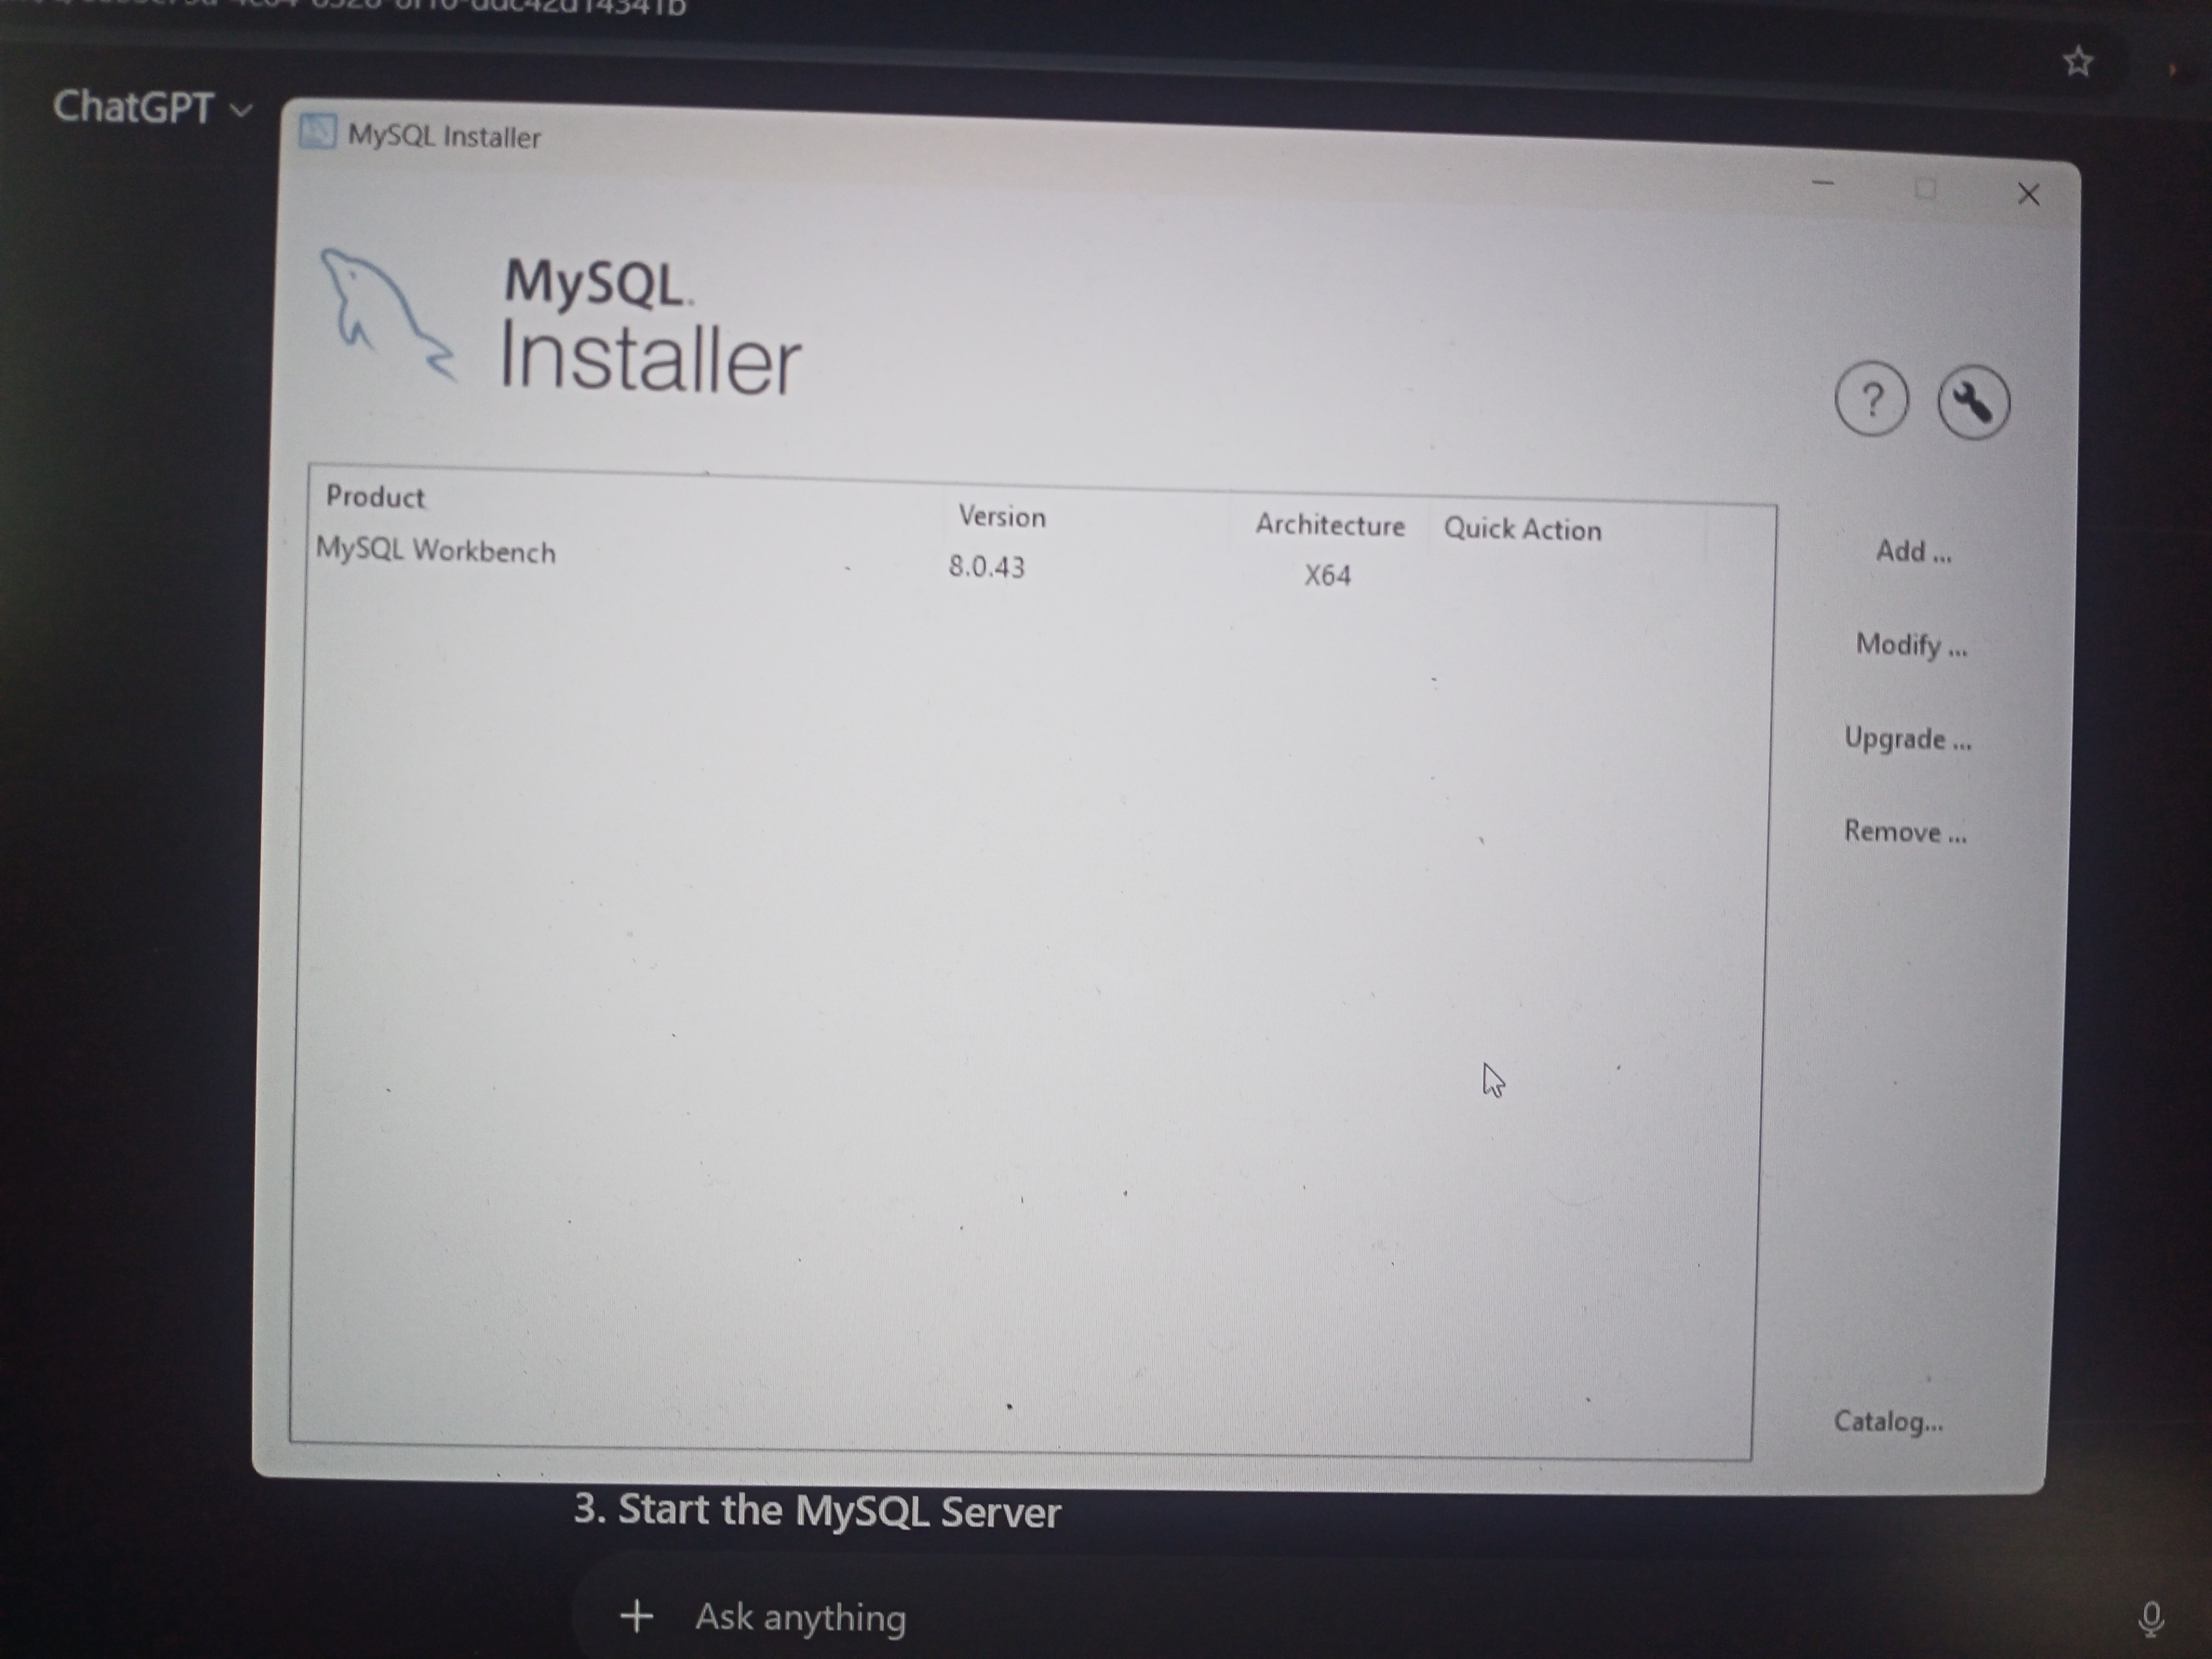 ChatGPT
MySQL Installer
MySQL
Installer
?
Product Version Architecture Quick Action
MySQL Workbench 8.0.43 X64
Add ...
Modify ...
Upgrade ...
Remove ...
Catalog...
3. Start the MySQL Server
+ Ask anything